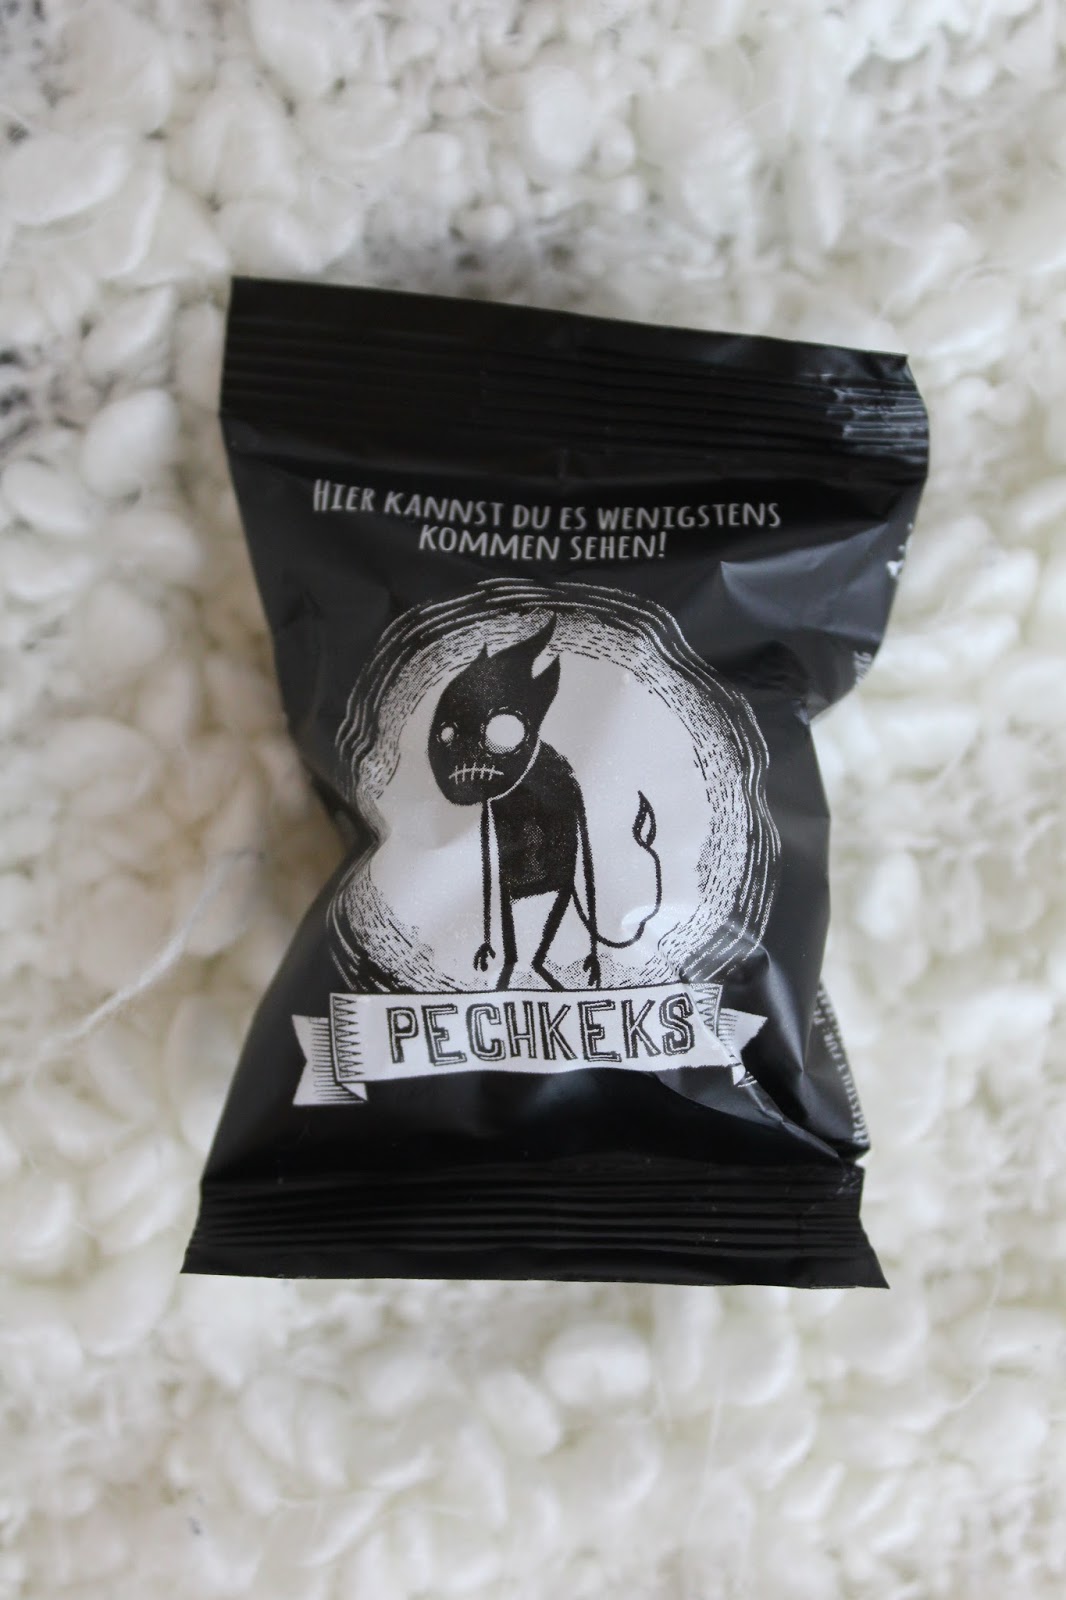 HIER KANNST DU ES WENIGSTENS
KOMMEN SEHEN!
PECHKEKS